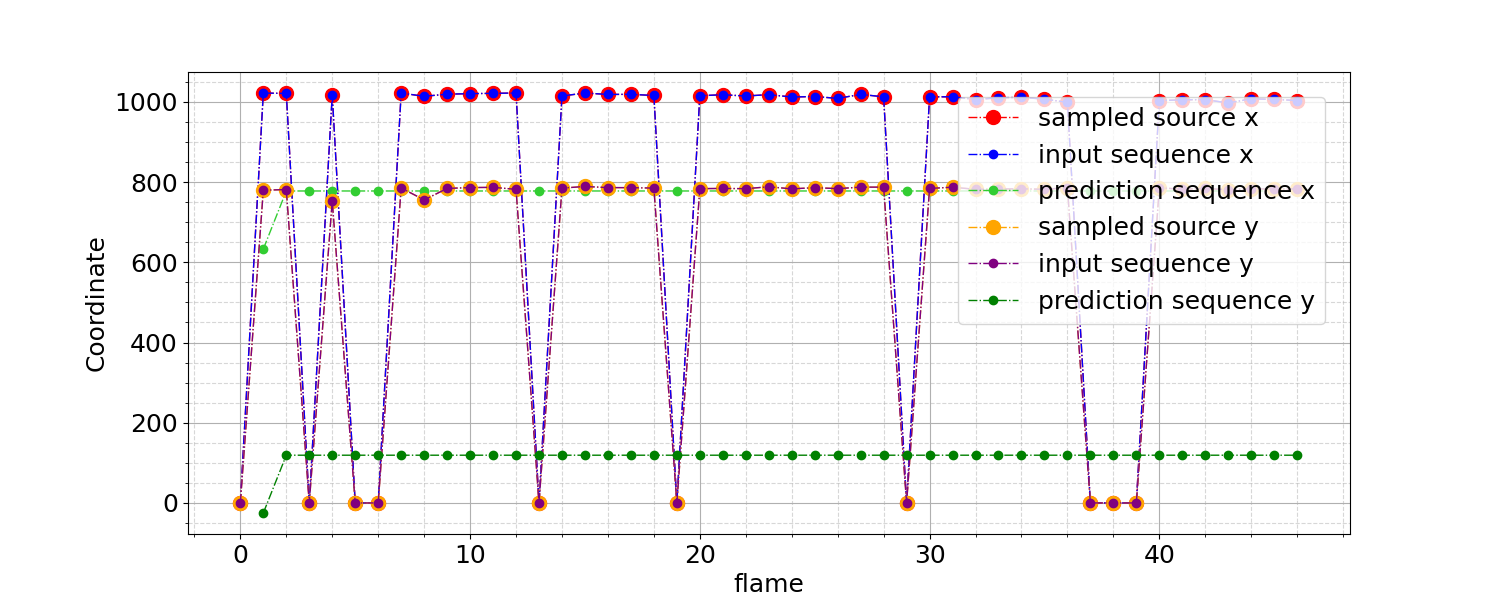 1000
800
600
400
200
0
Coordinate
0 10 20 30 40
flame
sampled source x
input sequence x
prediction sequence x
sampled source y
input sequence y
prediction sequence y